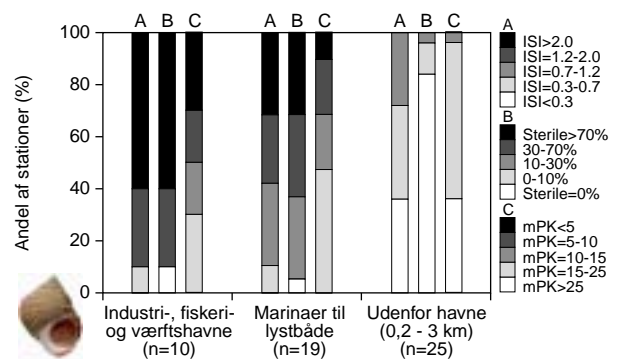 A B C A B C A B C
Andel af stationer (%)
100
80
60
40
20
0
Industri-, fiskeri-
og værftshavne
(n=10)
Marinaer til
lystbåde
(n=19)
Udenfor havne
(0,2 - 3 km)
(n=25)
A
ISI>2.0
ISI=1.2-2.0
ISI=0.7-1.2
ISI=0.3-0.7
ISI<0.3
B
Sterile>70%
30-70%
10-30%
0-10%
Sterile=0%
C
mPK<5
mPK=5-10
mPK=10-15
mPK=15-25
mPK>25